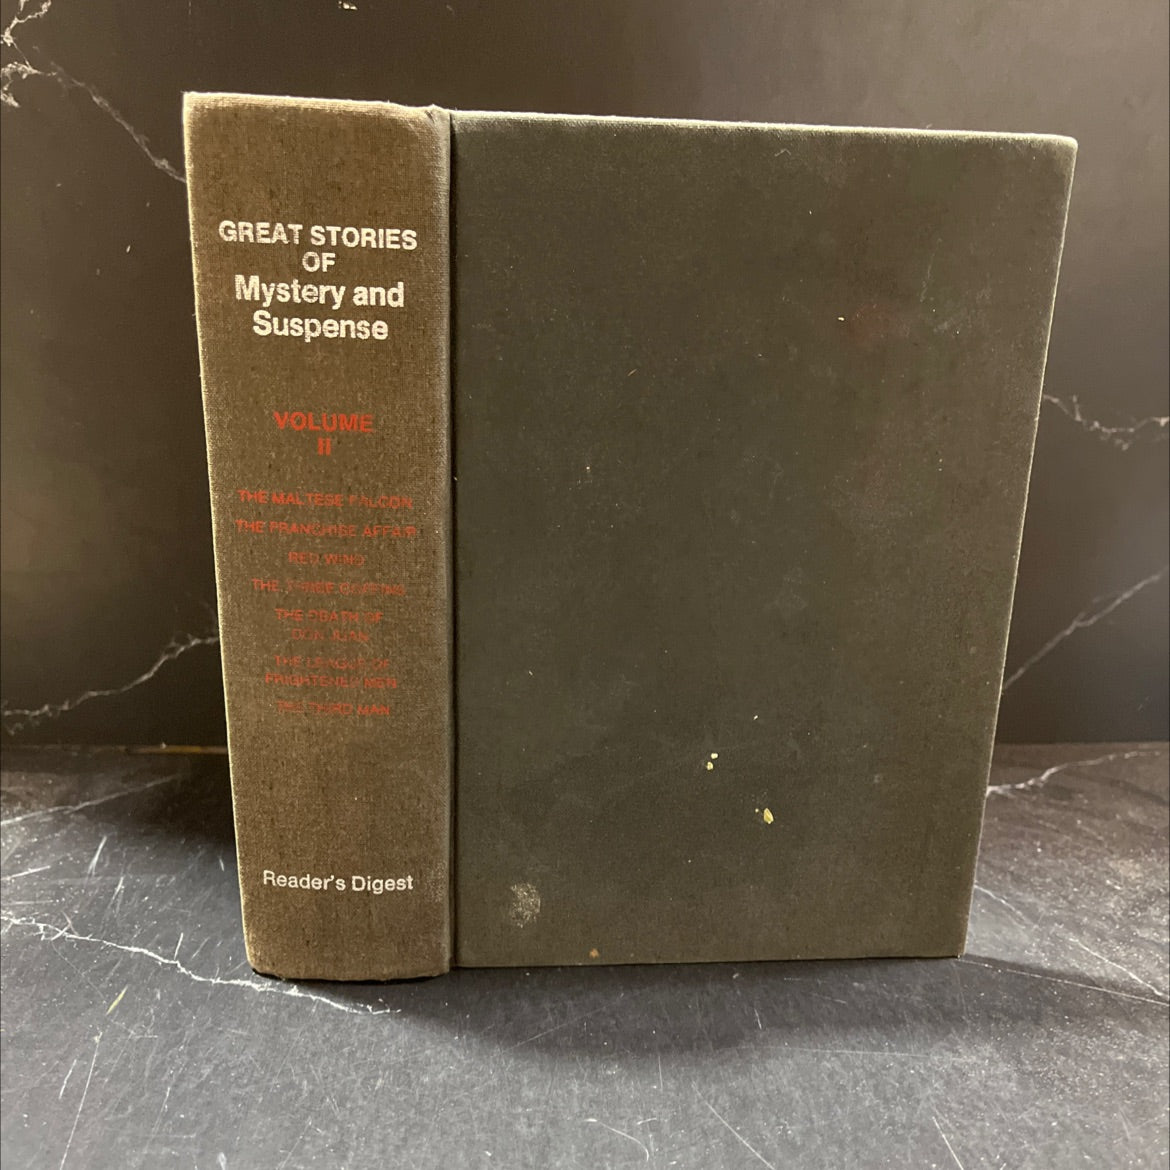 GREAT STORIES
OF
Mystery and
Suspense
VOLUME
II
THE MALTESE FALCON
THE FRANCHISE AFFAIR
RED WIND
THE THREE COFFINS
THE DEATH OF
DON JUAN
THE LEAGUE OF
FRIGHTENED MEN
THE THIRD MAN
Reader's Digest